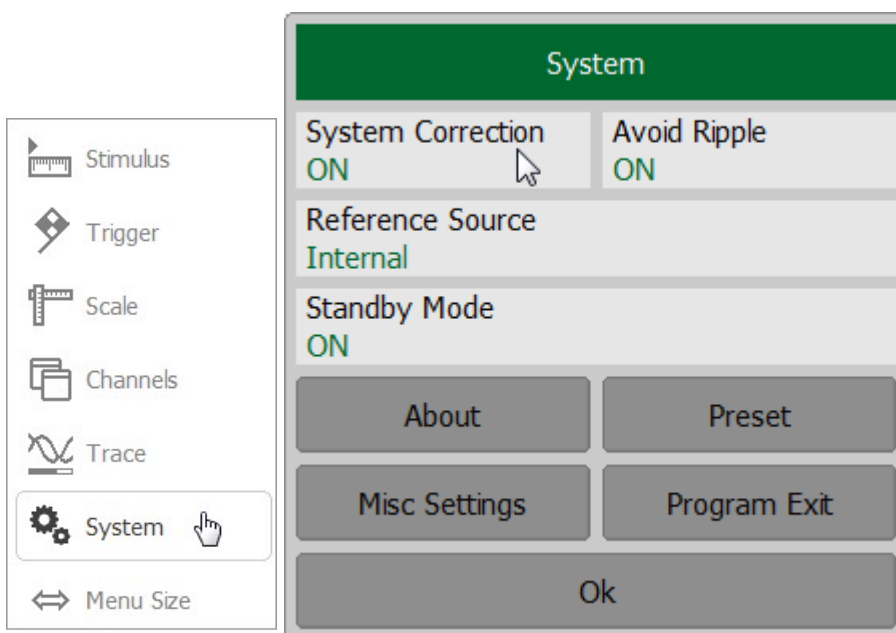 Stimulus
Trigger
Scale
Channels
Trace
System
Menu Size
System
System Correction
ON
Avoid Ripple
ON
Reference Source
Internal
Standby Mode
ON
About
Preset
Misc Settings
Program Exit
Ok